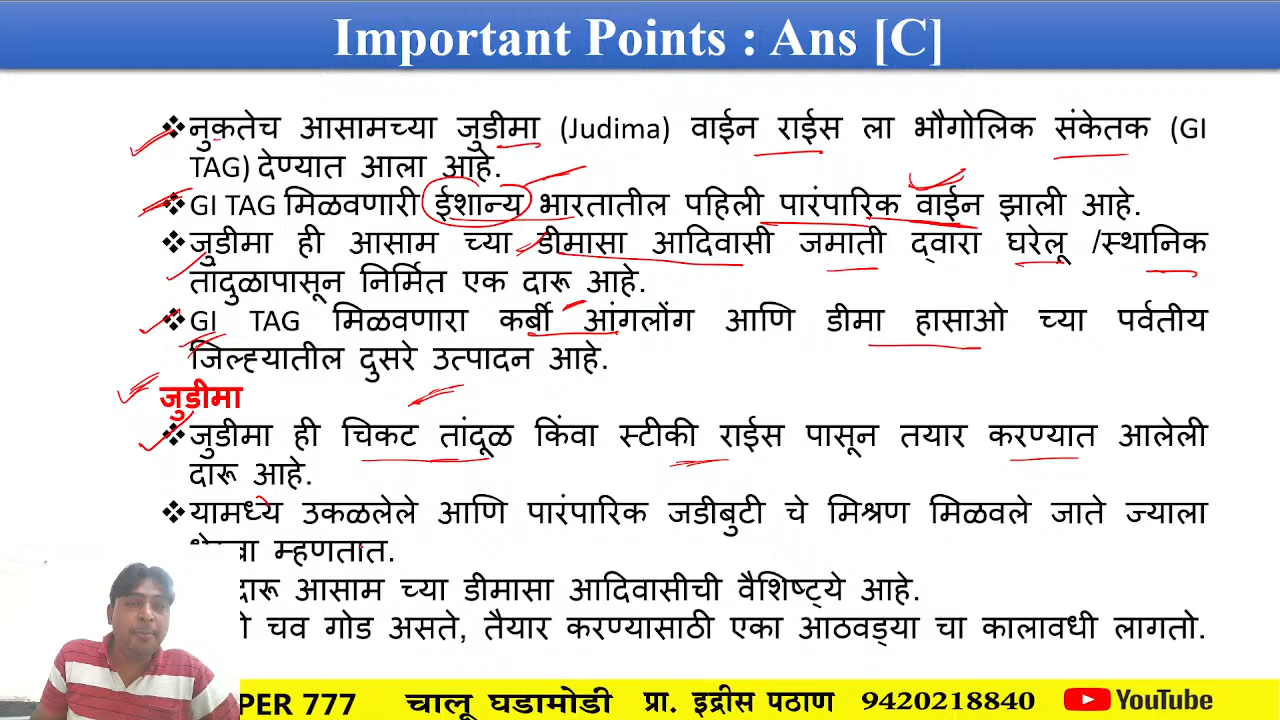 Important Points : Ans [C]
❖नुकतेच आसामच्या जुडीमा (Judima) वाईन राईस ला भौगोलिक संकेतक (GI
TAG) देण्यात आला आहे.
❖GI TAG मिळवणारी ईशान्य भारतातील पहिली पारंपारिक वाईन झाली आहे.
❖जुडीमा ही आसाम च्या डीमासा आदिवासी जमाती द्वारा घरेलू /स्थानिक
तांदुळापासून निर्मित एक दारू आहे.
❖GI TAG मिळवणारा कर्बी आंगलोंग आणि डीमा हासाओ च्या पर्वतीय
जिल्ह्यातील दुसरे उत्पादन आहे.
जुडीमा
❖जुडीमा ही चिकट तांदूळ किंवा स्टीकी राईस पासून तयार करण्यात आलेली
दारू आहे.
❖यामध्ये उकळलेले आणि पारंपारिक जडीबुटी चे मिश्रण मिळवले जाते ज्याला
म्हणतात.
दारू आसाम च्या डीमासा आदिवासीची वैशिष्ट्ये आहे.
चव गोड असते, तैयार करण्यासाठी एका आठवड्या चा कालावधी लागतो.
PER 777 चालू घडामोडी प्रा. इद्रीस पठाण 9420218840 YouTube